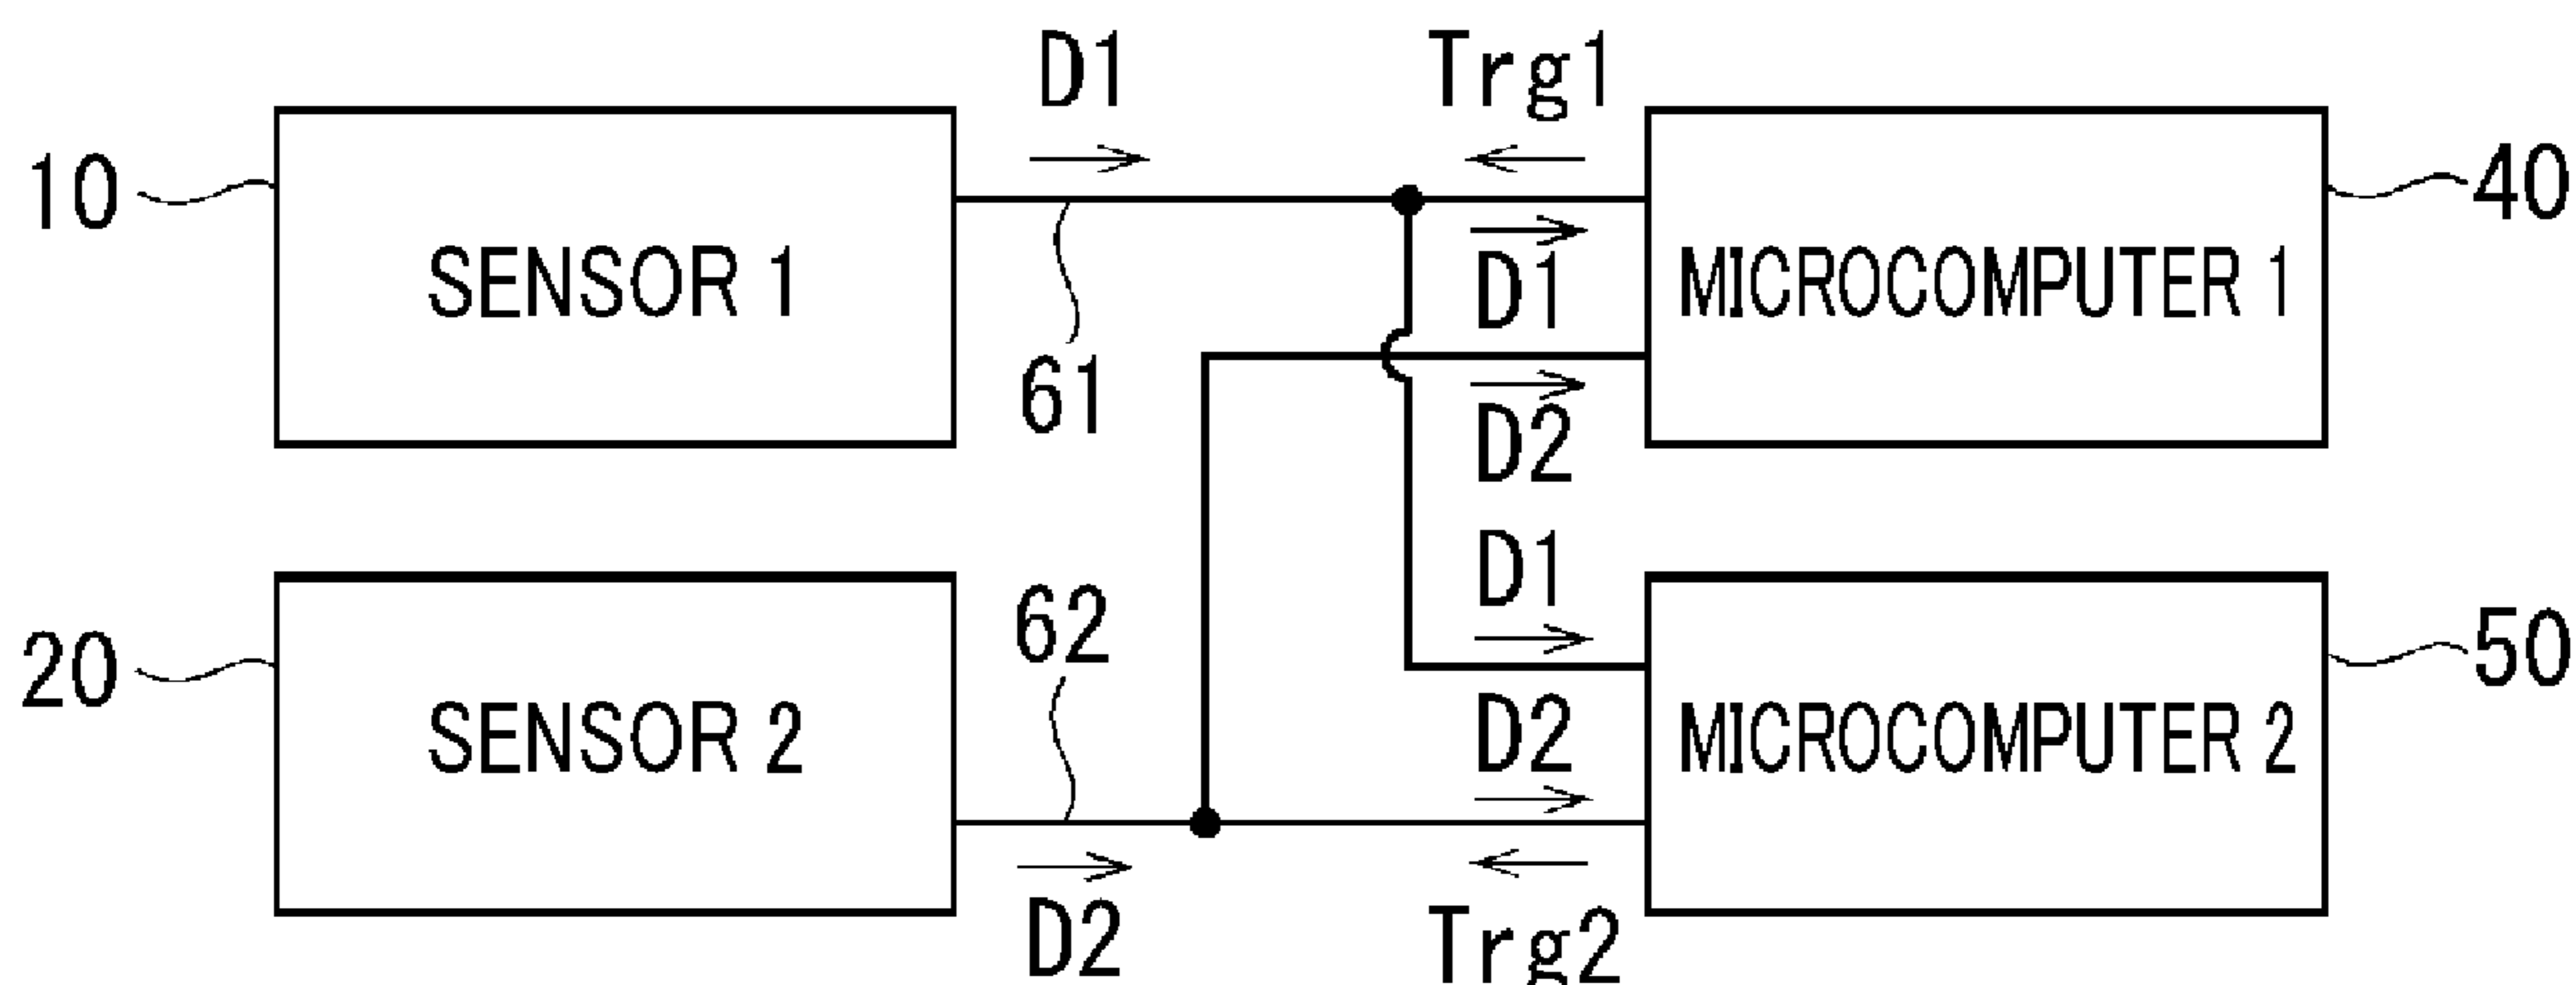 D1
Trg1
10
SENSOR 1
MICROCOMPUTER 1
40
D1
61
D2
D1
62
20
SENSOR 2
D2
MICROCOMPUTER 2
50
D2
Trg2